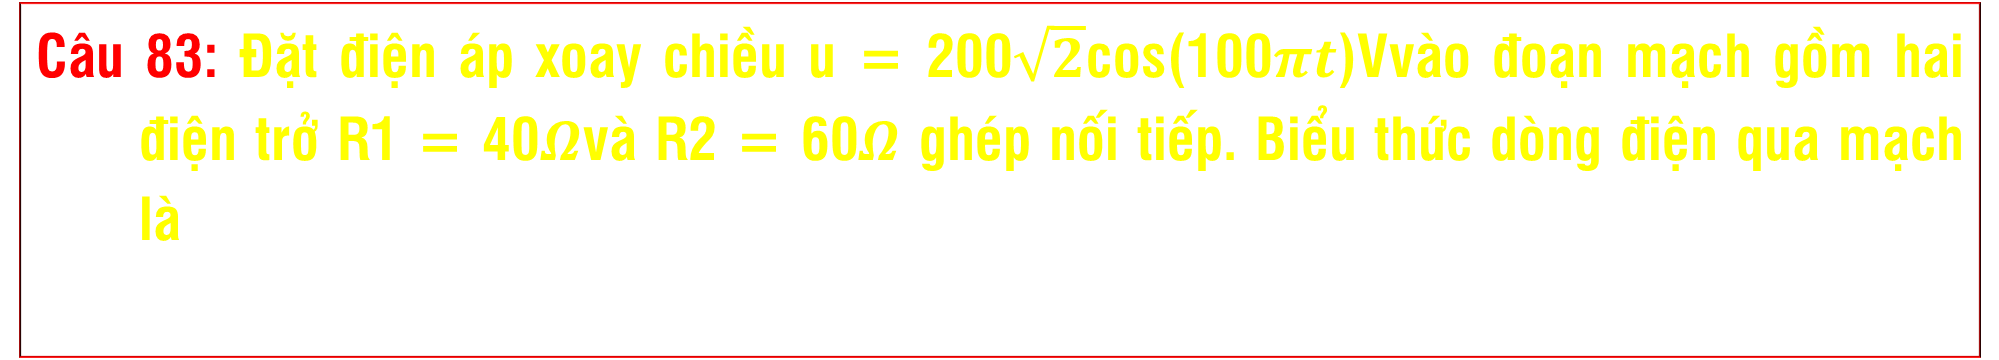 Câu 83: Đặt điện áp xoay chiều u = 200√2cos(100πt)Vvào đoạn mạch gồm hai
điện trở R1 = 40Ωvà R2 = 60Ω ghép nối tiếp. Biểu thức dòng điện qua mạch
là